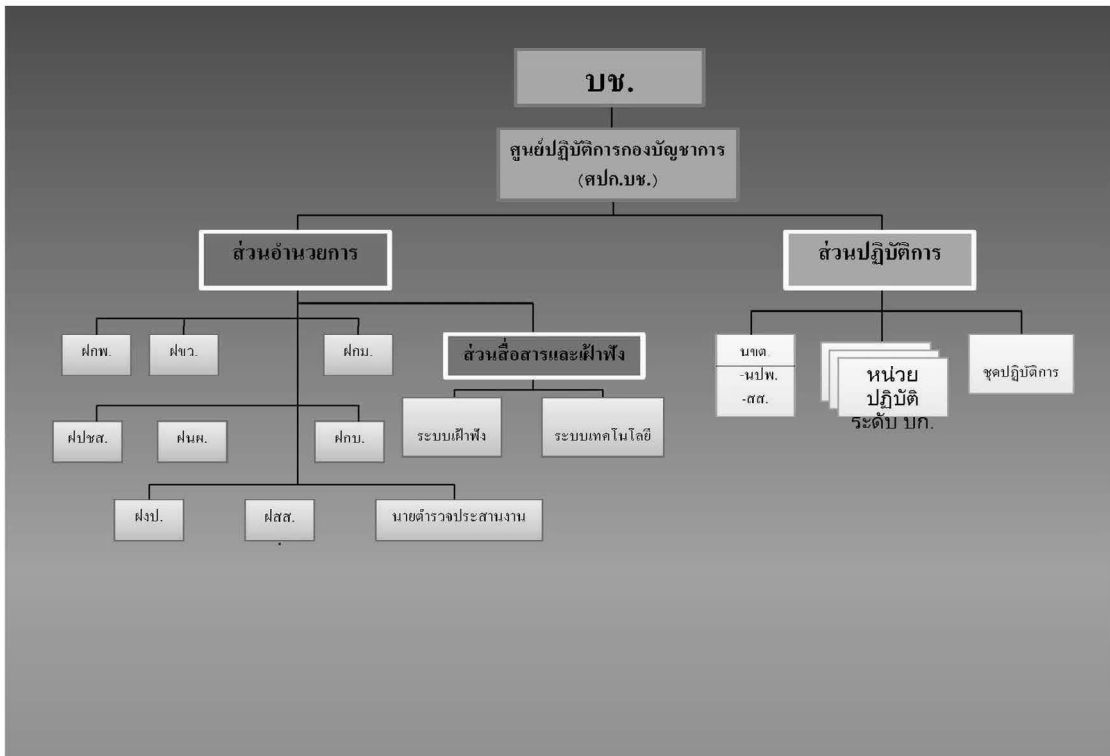 บช.
ศูนย์ปฏิบัติการกองบัญชาการ
(ศปก.บช.)
ส่วนอำนวยการ
ส่วนปฏิบัติการ
ฝกพ.
ฝขว.
ฝกม.
ส่วนสื่อสารและเฝ้าฟัง
นขต.
-นปพ.
-สส.
หน่วย
ปฏิบัติ
ระดับ บก.
ชุดปฏิบัติการ
ฝปชส.
ฝนผ.
ฝกบ.
ระบบเฝ้าฟัง
ระบบเทคโนโลยี
ฝงป.
ฝสส.
นายตำรวจประสานงาน